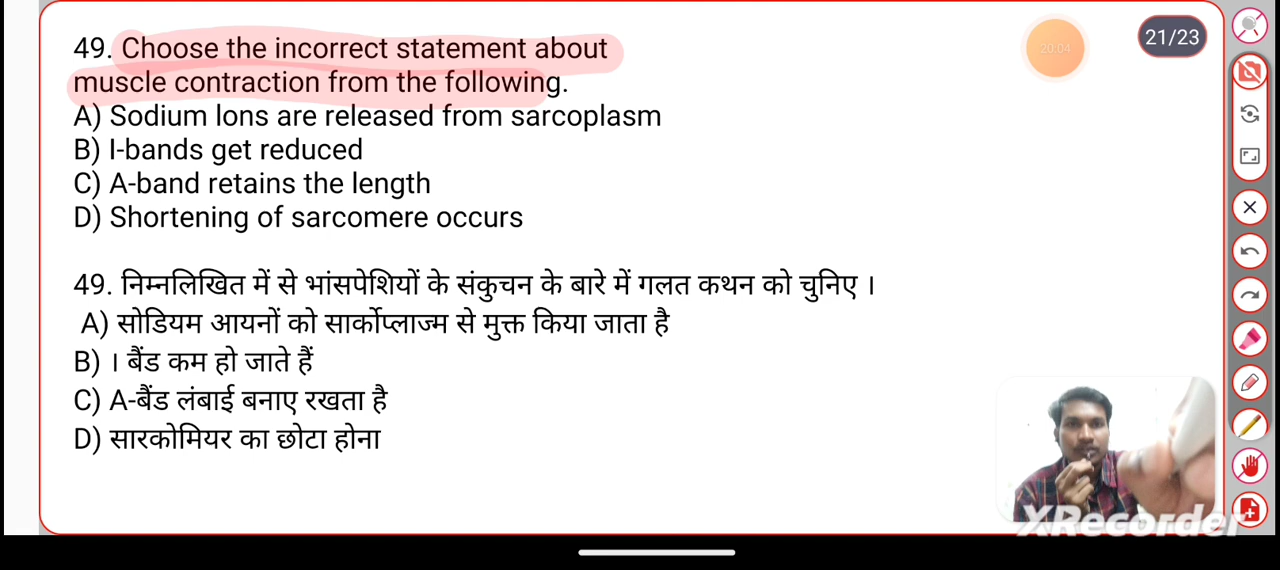 21/23
20:04
49. Choose the incorrect statement about
muscle contraction from the following.
A) Sodium Ions are released from sarcoplasm
B) I-bands get reduced
C) A-band retains the length
D) Shortening of sarcomere occurs
49. निम्नलिखित में से भांसपेशियों के संकुचन के बारे में गलत कथन को चुनिए ।
A) सोडियम आयनों को सार्कोप्लाज्म से मुक्त किया जाता है
B) । बैंड कम हो जाते हैं
C) A-बैंड लंबाई बनाए रखता है
D) सारकोमियर का छोटा होना
XRecorder